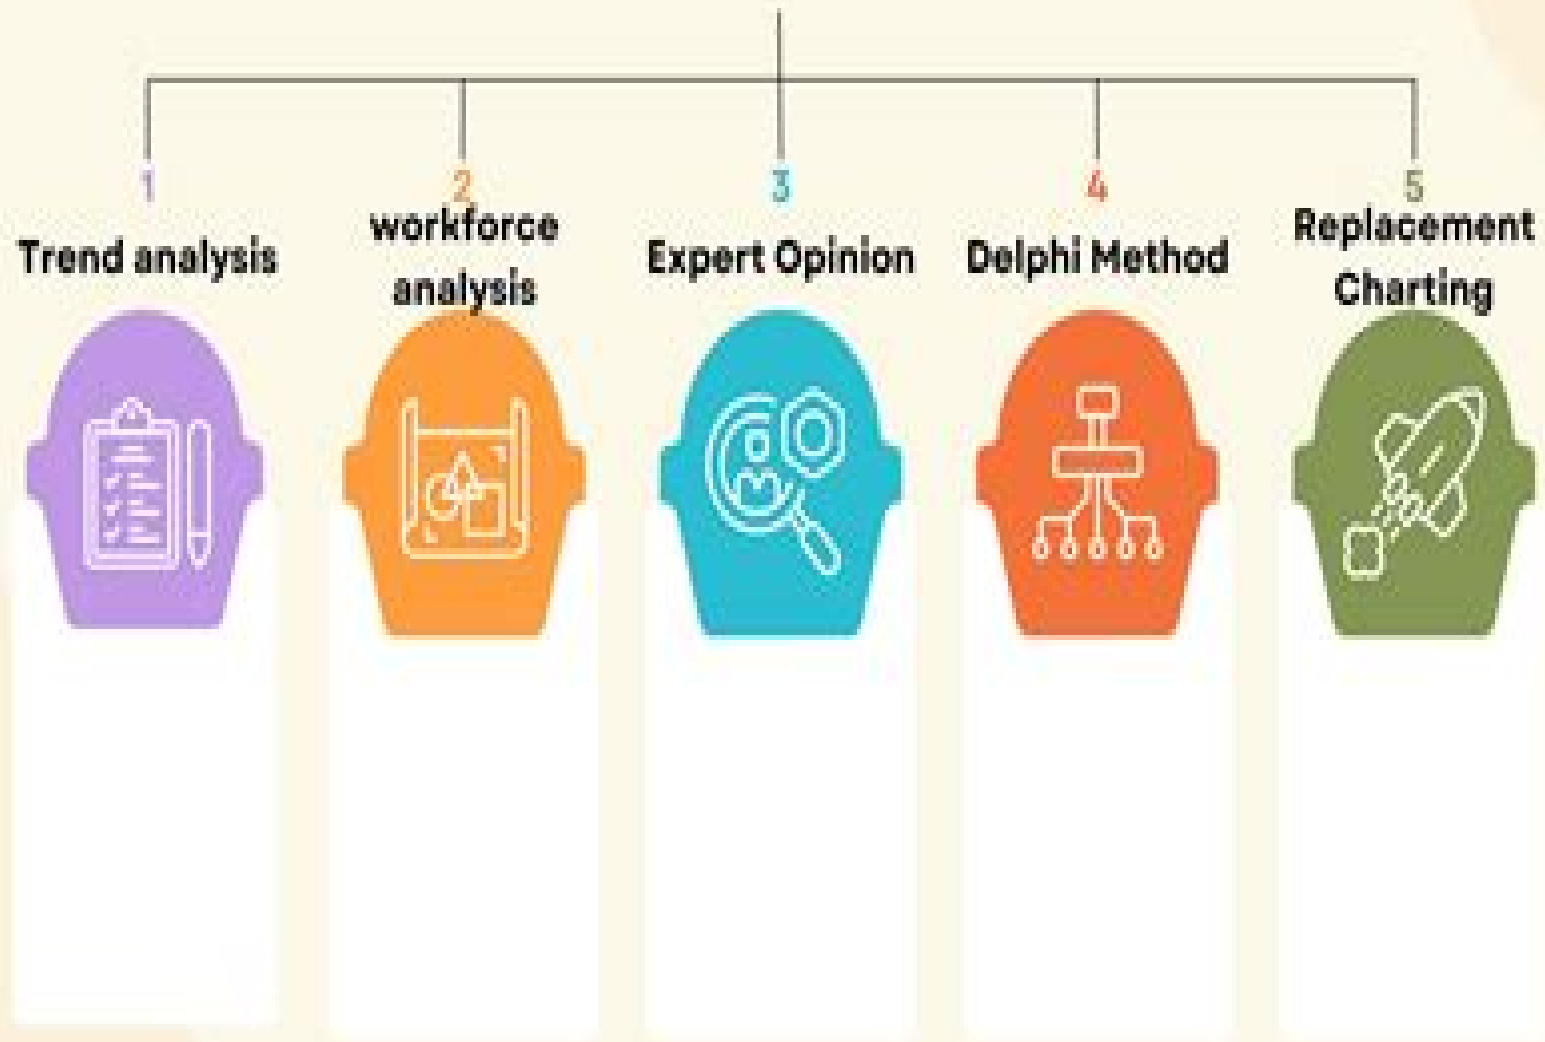 1
Trend analysis
2
workforce
analysis
3
Expert Opinion
4
Delphi Method
5
Replacement
Charting